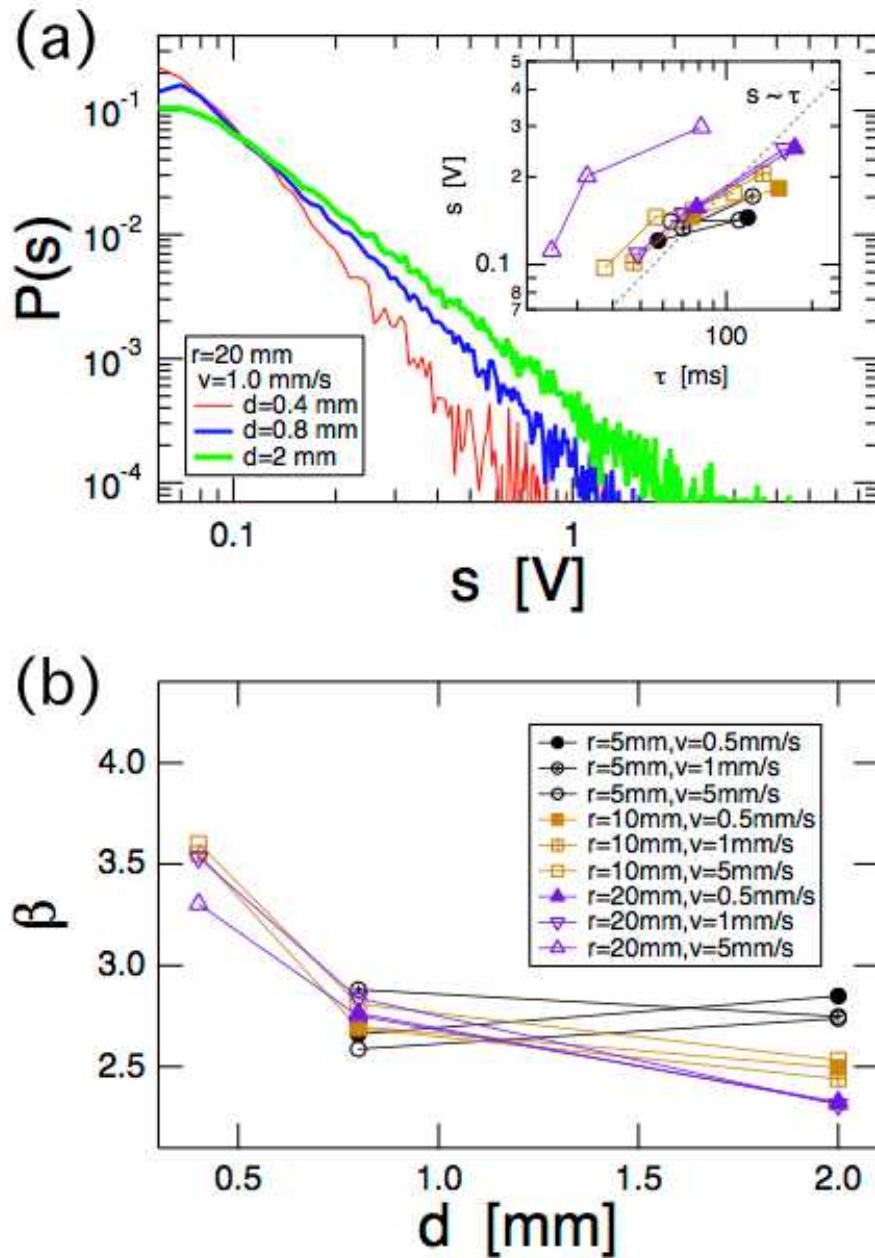 (a)
P(s)
10⁻¹
10⁻²
10⁻³
10⁻⁴
0.1
1
s [V]
r=20 mm
v=1.0 mm/s
d=0.4 mm
d=0.8 mm
d=2 mm
s [V]
5
4
3
0.2
0.1
8
7
s ~ τ
100
τ [ms]
(b)
β
4.0
3.5
3.0
2.5
r=5mm,v=0.5mm/s
r=5mm,v=1mm/s
r=5mm,v=5mm/s
r=10mm,v=0.5mm/s
r=10mm,v=1mm/s
r=10mm,v=5mm/s
r=20mm,v=0.5mm/s
r=20mm,v=1mm/s
r=20mm,v=5mm/s
0.5 1.0 1.5 2.0
d [mm]